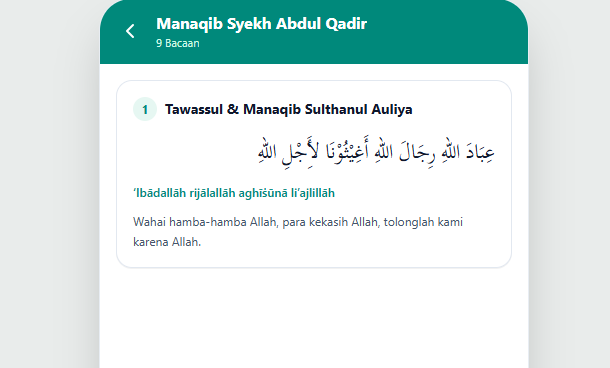 Manaqib Syekh Abdul Qadir
9 Bacaan
1 Tawassul & Manaqib Sulthanul Auliya
عِبَادَ اللهِ رِجَالَ اللهِ أَغِيْثُوْنَا لأَِجْلِ اللهِ
‘Ibādallāh rijālallāh aghīṡūnā li’ajlillāh
Wahai hamba-hamba Allah, para kekasih Allah, tolonglah kami
karena Allah.